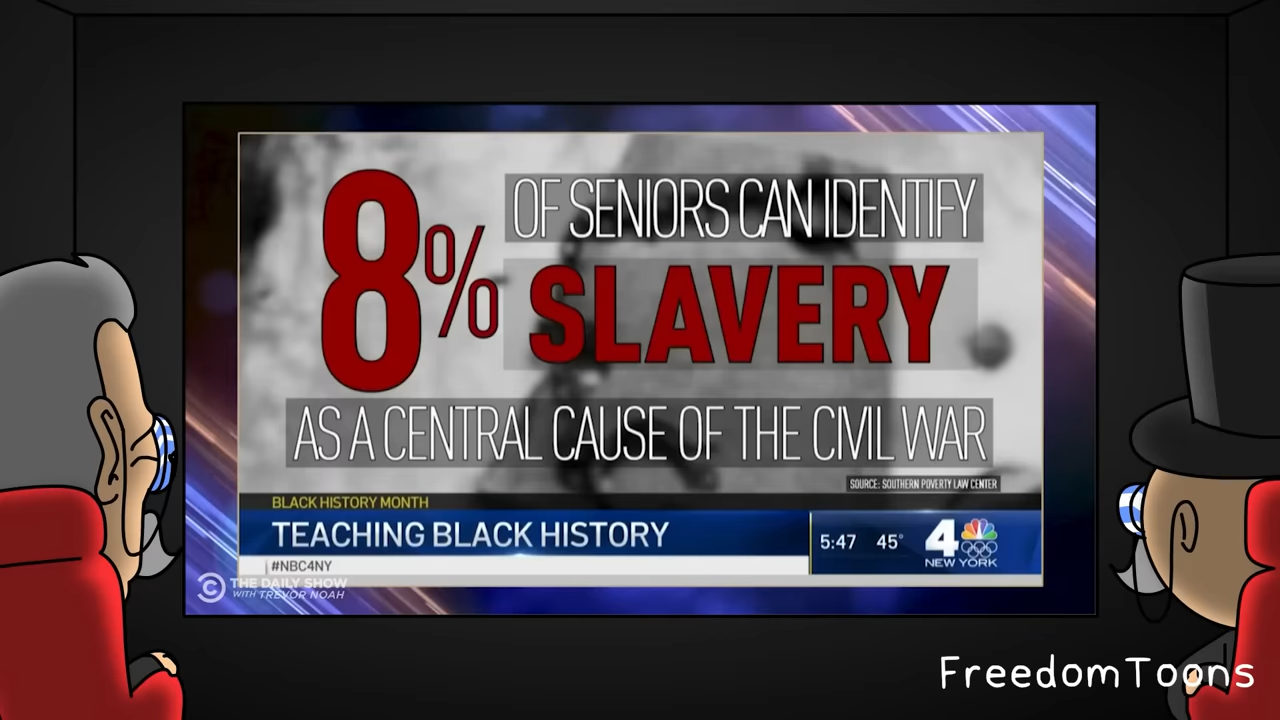 8% OF SENIORS CAN IDENTIFY
SLAVERY
AS A CENTRAL CAUSE OF THE CIVIL WAR
SOURCE: SOUTHERN POVERTY LAW CENTER
BLACK HISTORY MONTH
TEACHING BLACK HISTORY
5:47 45° 4
NEW YORK
#NBC4NY
THE DAILY SHOW
WITH TREVOR NOAH
FreedomToons